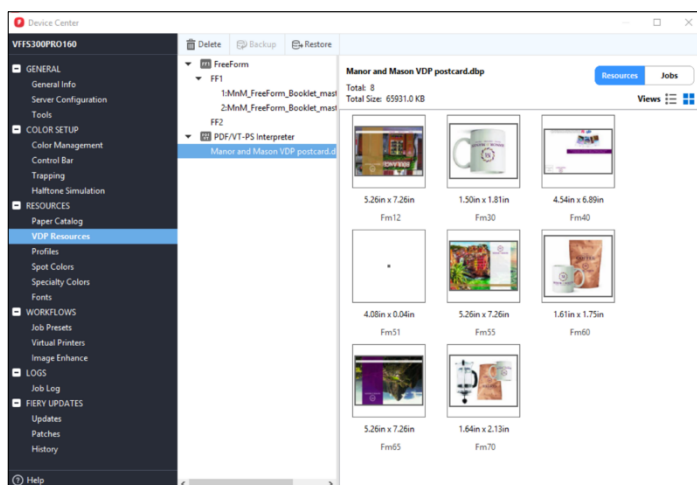 Device Center
VFFS300PRO160
Delete Backup Restore
GENERAL
General Info
Server Configuration
Tools
COLOR SETUP
Color Management
Control Bar
Trapping
Halftone Simulation
RESOURCES
Paper Catalog
VDP Resources
Profiles
Spot Colors
Specialty Colors
Fonts
WORKFLOWS
Job Presets
Virtual Printers
Image Enhance
LOGS
Job Log
FIERY UPDATES
Updates
Patches
History
Help
FreeForm
FF1
1:MnM_FreeForm_Booklet_mast
2:MnM_FreeForm_Booklet_mast
FF2
PDF/VT-PS Interpreter
Manor and Mason VDP postcard.d
Manor and Mason VDP postcard.dbp
Total: 8
Total Size: 65931.0 KB
Resources Jobs
Views
5.26in x 7.26in 1.50in x 1.81in 4.54in x 6.89in
Fm12 Fm30 Fm40
4.08in x 0.04in 5.26in x 7.26in 1.61in x 1.75in
Fm51 Fm55 Fm60
5.26in x 7.26in 1.64in x 2.13in
Fm65 Fm70